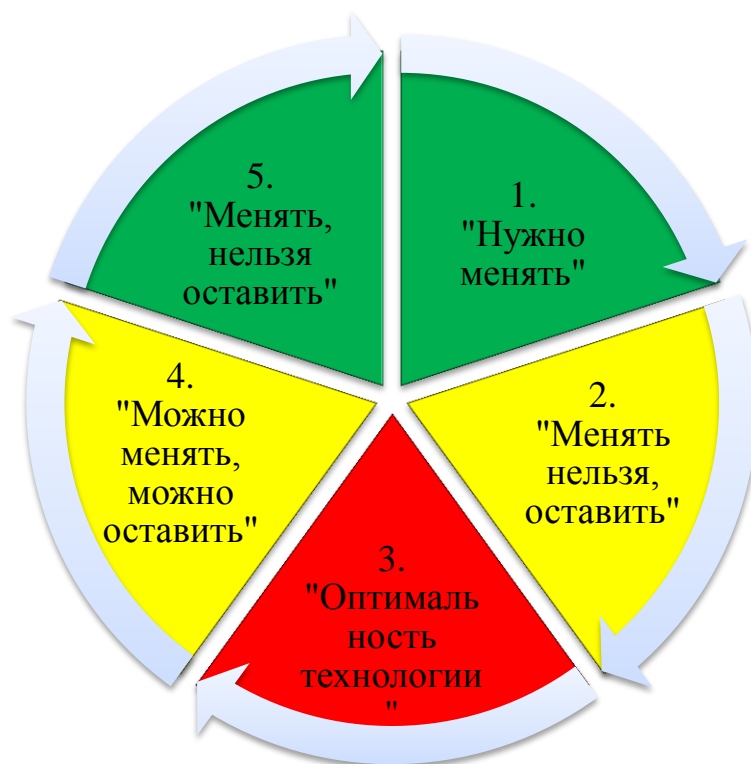 1.
"Нужно
менять"
2.
"Менять
нельзя,
оставить"
3.
"Оптималь
ность
технологии
"
4.
"Можно
менять,
можно
оставить"
5.
"Менять,
нельзя
оставить"